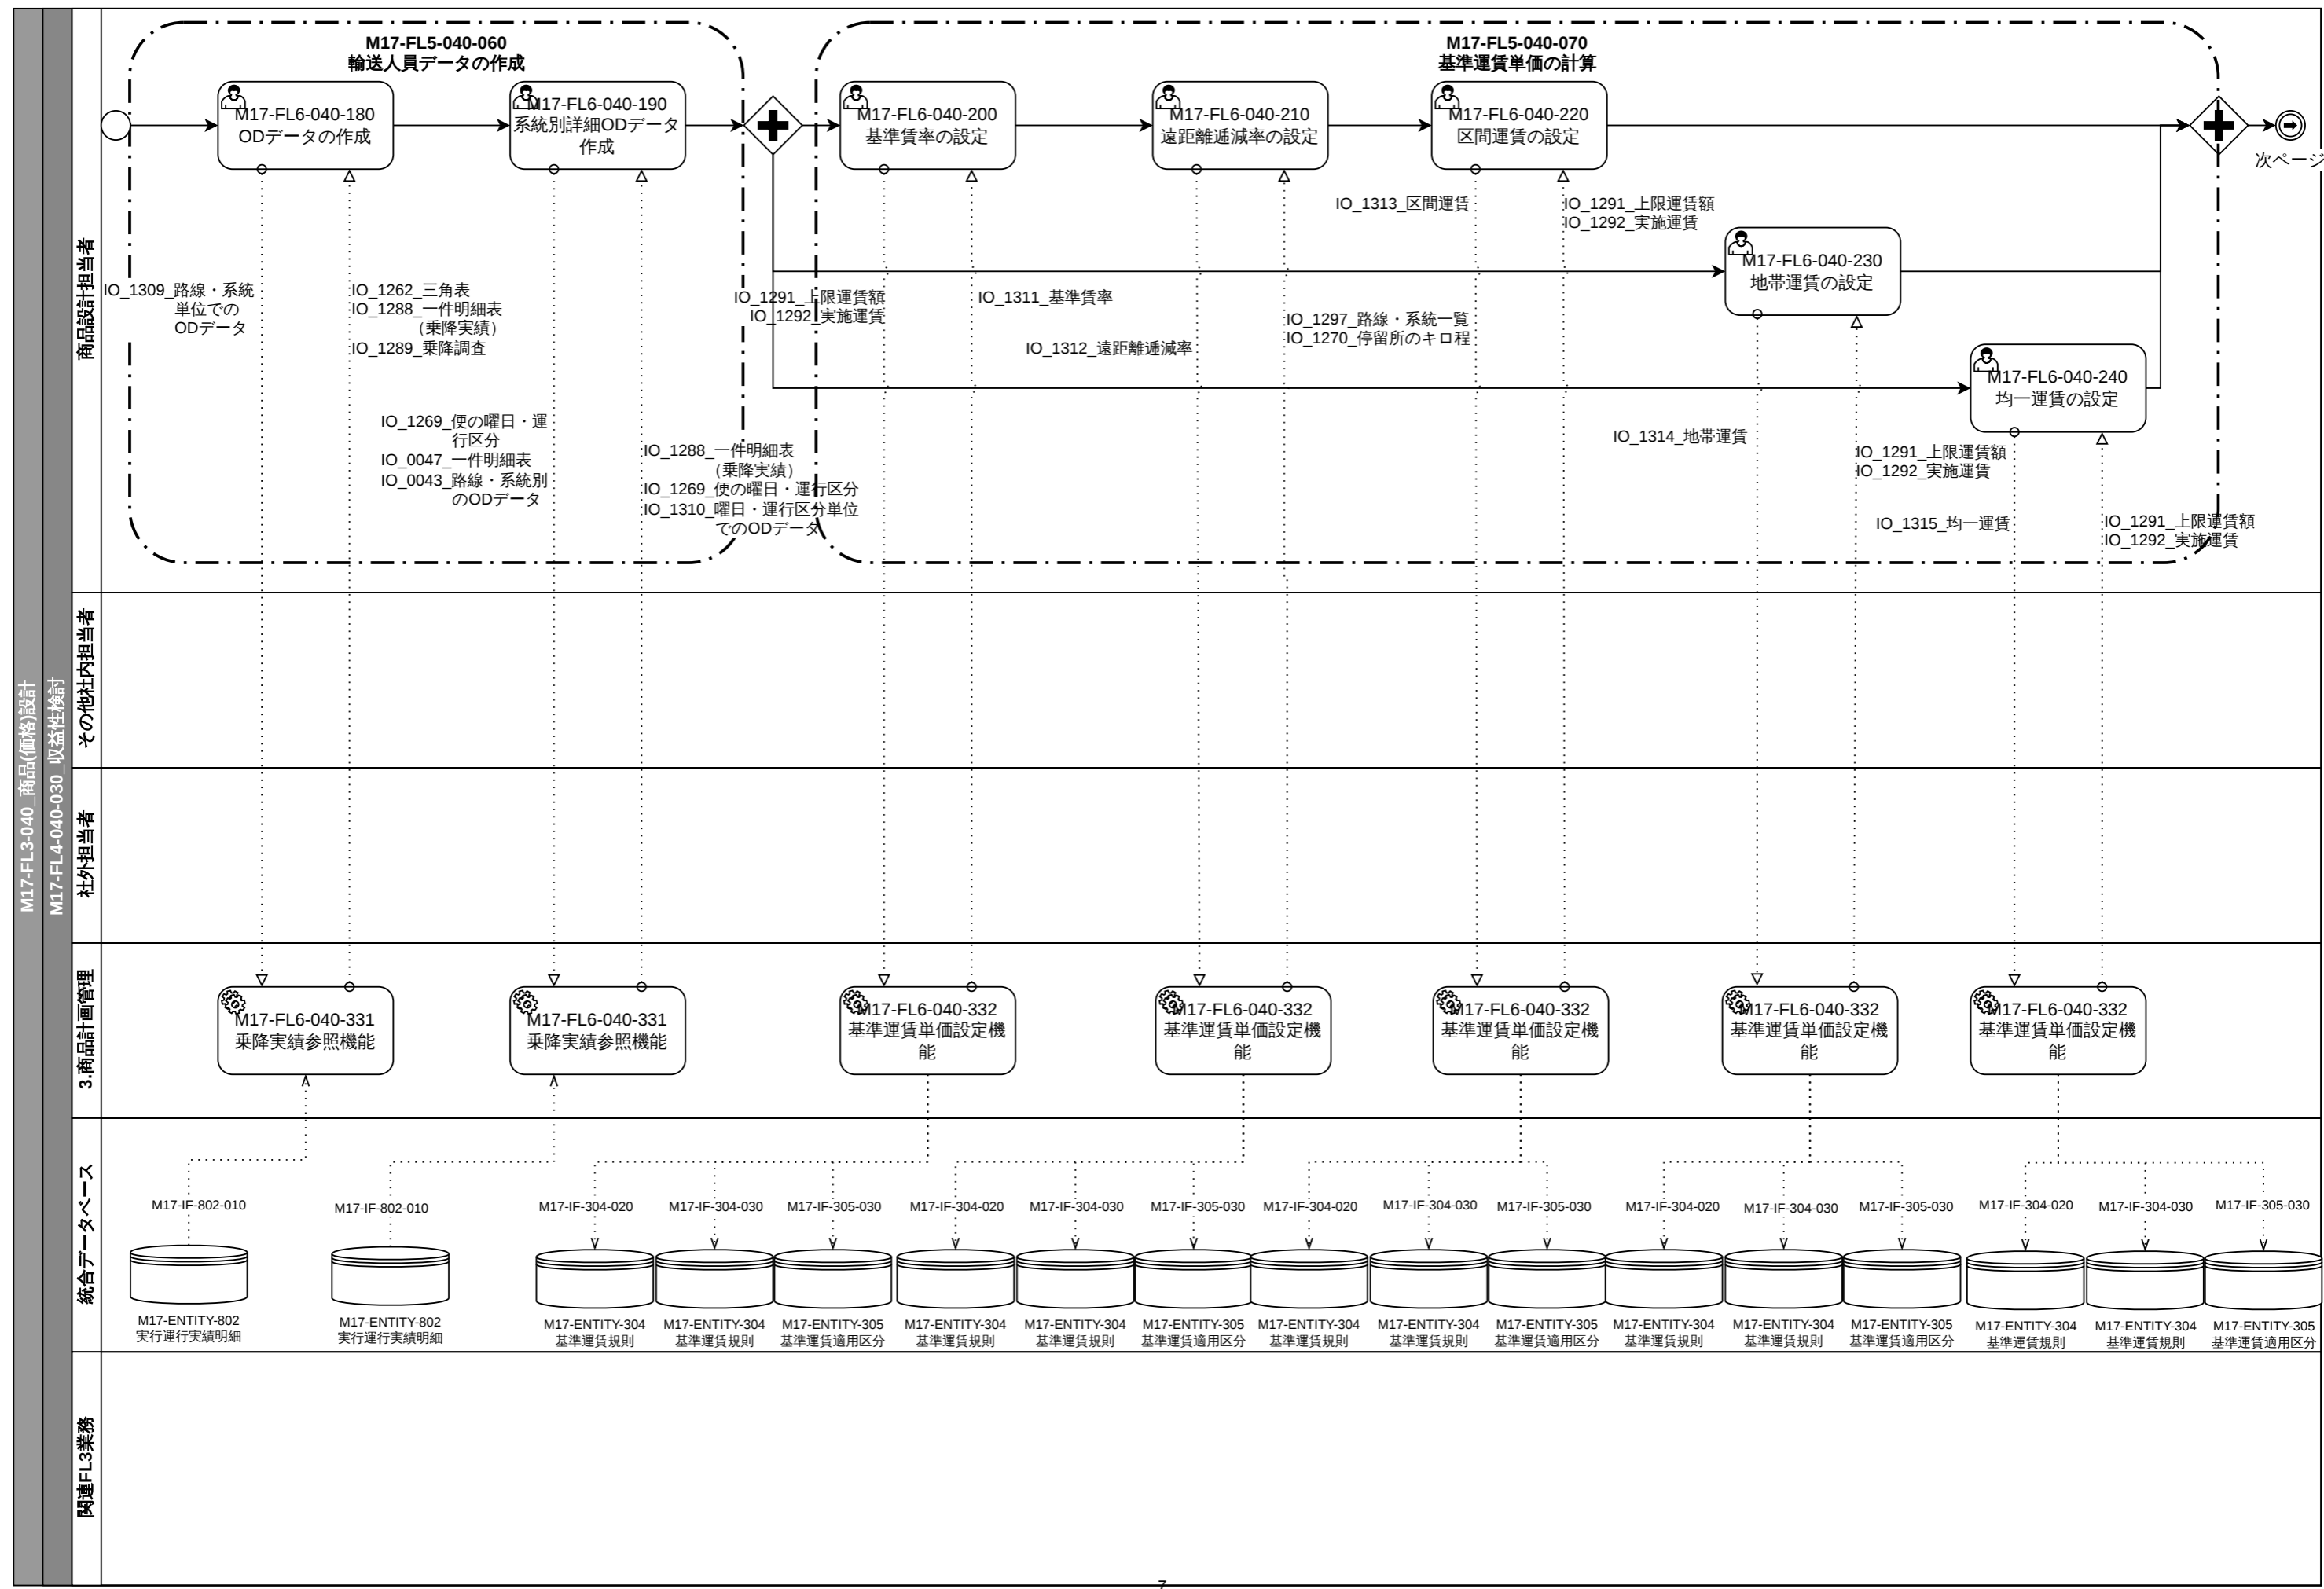 M17-FL3-040_商品(価格)設計
M17-FL4-040-030_収益性検討
商品設計担当者
M17-FL5-040-060
輸送人員データの作成
M17-FL5-040-070
基準運賃単価の計算
M17-FL6-040-180
ODデータの作成
M17-FL6-040-190
系統別詳細ODデータ
作成
M17-FL6-040-200
基準賃率の設定
M17-FL6-040-210
遠距離逓減率の設定
M17-FL6-040-220
区間運賃の設定
次ページ
M17-FL6-040-230
地帯運賃の設定
M17-FL6-040-240
均一運賃の設定
IO_1309_路線・系統
単位での
ODデータ
IO_1262_三角表
IO_1288_一件明細表
（乗降実績）
IO_1289_乗降調査
IO_1269_便の曜日・運
行区分
IO_0047_一件明細表
IO_0043_路線・系統別
のODデータ
IO_1288_一件明細表
（乗降実績）
IO_1269_便の曜日・運行区分
IO_1310_曜日・運行区分単位
でのODデータ
IO_1291_上限運賃額
IO_1292_実施運賃
IO_1311_基準賃率
IO_1312_遠距離逓減率
IO_1297_路線・系統一覧
IO_1270_停留所のキロ程
IO_1313_区間運賃
IO_1291_上限運賃額
IO_1292_実施運賃
IO_1314_地帯運賃
IO_1291_上限運賃額
IO_1292_実施運賃
IO_1315_均一運賃
IO_1291_上限運賃額
IO_1292_実施運賃
その他社内担当者
社外担当者
3.商品計画管理
M17-FL6-040-331
乗降実績参照機能
M17-FL6-040-331
乗降実績参照機能
M17-FL6-040-332
基準運賃単価設定機
能
M17-FL6-040-332
基準運賃単価設定機
能
M17-FL6-040-332
基準運賃単価設定機
能
M17-FL6-040-332
基準運賃単価設定機
能
M17-FL6-040-332
基準運賃単価設定機
能
統合データベース
M17-IF-802-010
M17-IF-802-010
M17-IF-304-020
M17-IF-304-030
M17-IF-305-030
M17-IF-304-020
M17-IF-304-030
M17-IF-305-030
M17-IF-304-020
M17-IF-304-030
M17-IF-305-030
M17-IF-304-020
M17-IF-304-030
M17-IF-305-030
M17-IF-304-020
M17-IF-304-030
M17-IF-305-030
M17-ENTITY-802
実行運行実績明細
M17-ENTITY-802
実行運行実績明細
M17-ENTITY-304
基準運賃規則
M17-ENTITY-304
基準運賃規則
M17-ENTITY-305
基準運賃適用区分
M17-ENTITY-304
基準運賃規則
M17-ENTITY-304
基準運賃規則
M17-ENTITY-305
基準運賃適用区分
M17-ENTITY-304
基準運賃規則
M17-ENTITY-304
基準運賃規則
M17-ENTITY-305
基準運賃適用区分
M17-ENTITY-304
基準運賃規則
M17-ENTITY-304
基準運賃規則
M17-ENTITY-305
基準運賃適用区分
M17-ENTITY-304
基準運賃規則
M17-ENTITY-304
基準運賃規則
M17-ENTITY-305
基準運賃適用区分
関連FL3業務
7